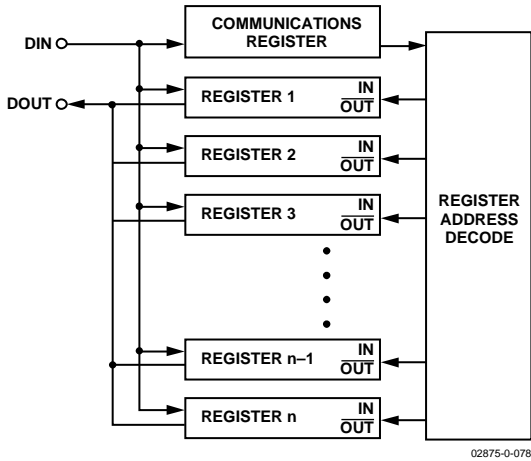 COMMUNICATIONS
REGISTER
DIN
DOUT
REGISTER 1
IN
OUT
REGISTER 2
IN
OUT
REGISTER 3
IN
OUT
REGISTER n–1
IN
OUT
REGISTER n
IN
OUT
REGISTER
ADDRESS
DECODE
02875-0-078